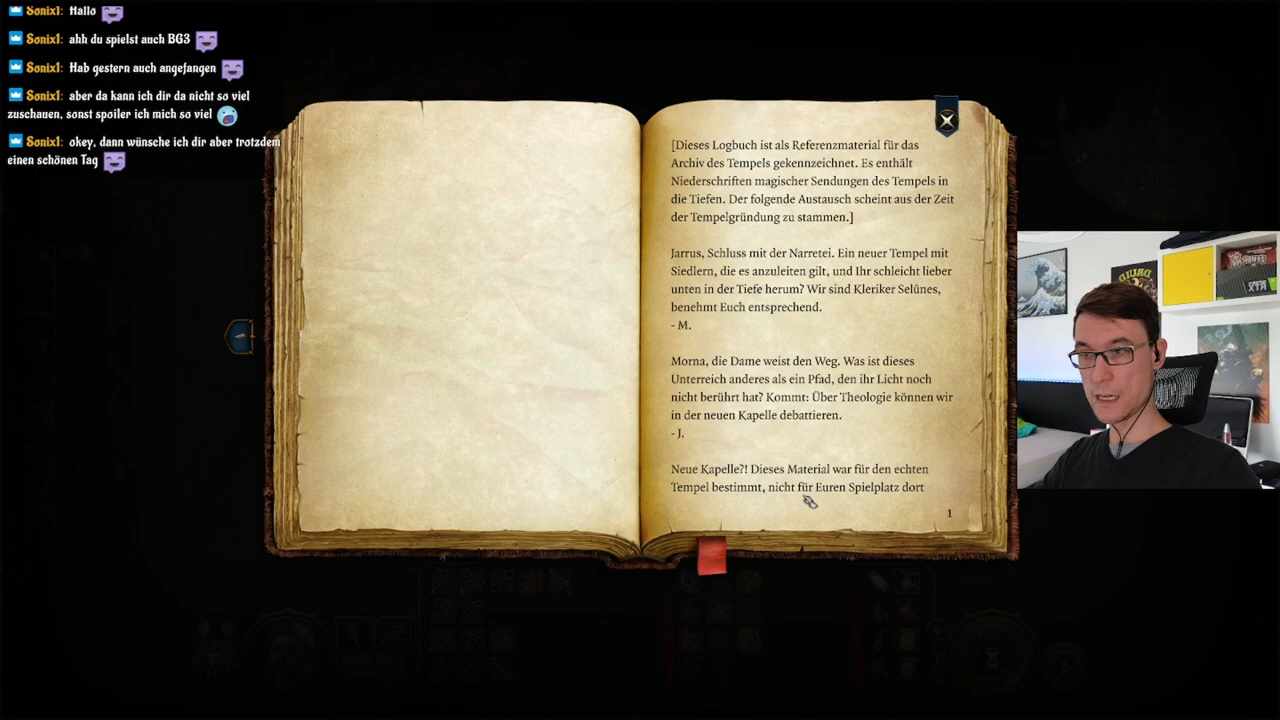 Sonix1: Hallo
Sonix1: ahh du spielst auch BG3
Sonix1: Hab gestern auch angefangen
Sonix1: aber da kann ich dir da nicht so viel
zuschauen, sonst spoiler ich mich so viel
Sonix1: okey, dann wünsche ich dir aber trotzdem
einen schönen Tag
[Dieses Logbuch ist als Referenzmaterial für das
Archiv des Tempels gekennzeichnet. Es enthält
Niederschriften magischer Sendungen des Tempels in
die Tiefen. Der folgende Austausch scheint aus der Zeit
der Tempelgründung zu stammen.]
Jarrus, Schluss mit der Narretei. Ein neuer Tempel mit
Siedlern, die es anzuleiten gilt, und Ihr schleicht lieber
unten in der Tiefe herum? Wir sind Kleriker Selûnes,
benehmt Euch entsprechend.
- M.
Morna, die Dame weist den Weg. Was ist dieses
Unterreich anderes als ein Pfad, den ihr Licht noch
nicht berührt hat? Kommt: Über Theologie können wir
in der neuen Kapelle debattieren.
- J.
Neue Kapelle?! Dieses Material war für den echten
Tempel bestimmt, nicht für Euren Spielplatz dort
1
DRUID